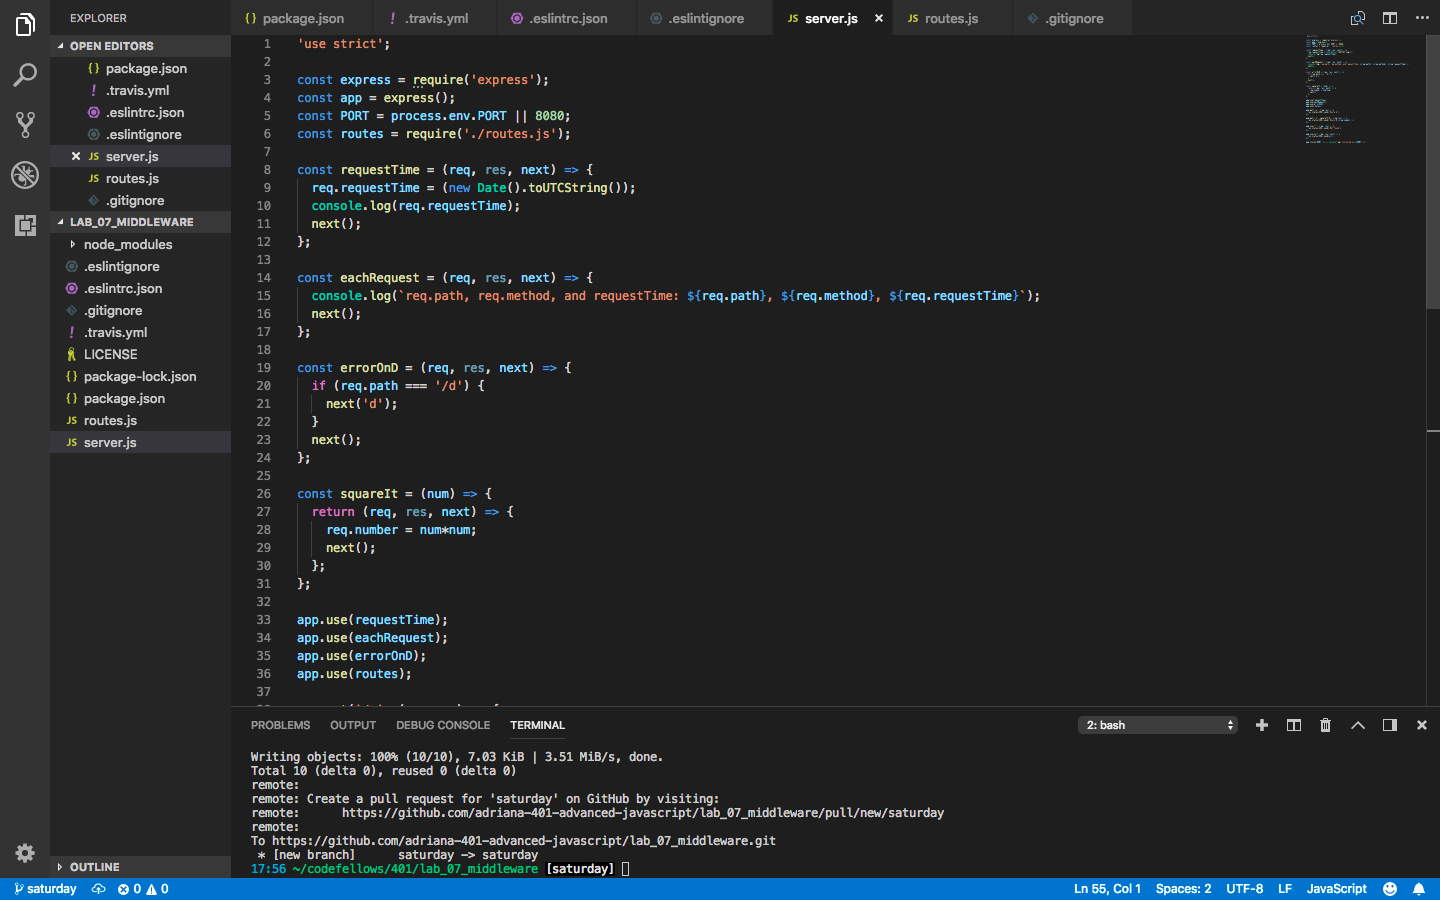 EXPLORER
OPEN EDITORS
{} package.json
! .travis.yml
.eslintrc.json
.eslintignore
JS server.js
JS routes.js
.gitignore
LAB_07_MIDDLEWARE
node_modules
.eslintignore
.eslintrc.json
.gitignore
! .travis.yml
LICENSE
{} package-lock.json
{} package.json
JS routes.js
JS server.js
OUTLINE
{} package.json ! .travis.yml .eslintrc.json .eslintignore JS server.js JS routes.js .gitignore
1 'use strict';
2
3 const express = require('express');
4 const app = express();
5 const PORT = process.env.PORT || 8080;
6 const routes = require('./routes.js');
7
8 const requestTime = (req, res, next) => {
9 req.requestTime = (new Date().toUTCString());
10 console.log(req.requestTime);
11 next();
12 };
13
14 const eachRequest = (req, res, next) => {
15 console.log(`req.path, req.method, and requestTime: ${req.path}, ${req.method}, ${req.requestTime}`);
16 next();
17 };
18
19 const errorOnD = (req, res, next) => {
20 if (req.path === '/d') {
21 next('d');
22 }
23 next();
24 };
25
26 const squareIt = (num) => {
27 return (req, res, next) => {
28 req.number = num*num;
29 next();
30 };
31 };
32
33 app.use(requestTime);
34 app.use(eachRequest);
35 app.use(errorOnD);
36 app.use(routes);
37
PROBLEMS OUTPUT DEBUG CONSOLE TERMINAL 2: bash
Writing objects: 100% (10/10), 7.03 KiB | 3.51 MiB/s, done.
Total 10 (delta 0), reused 0 (delta 0)
remote:
remote: Create a pull request for 'saturday' on GitHub by visiting:
remote: https://github.com/adriana-401-advanced-javascript/lab_07_middleware/pull/new/saturday
remote:
To https://github.com/adriana-401-advanced-javascript/lab_07_middleware.git
* [new branch] saturday -> saturday
17:56 ~/codefellows/401/lab_07_middleware [saturday]
saturday 0 0 Ln 55, Col 1 Spaces: 2 UTF-8 LF JavaScript